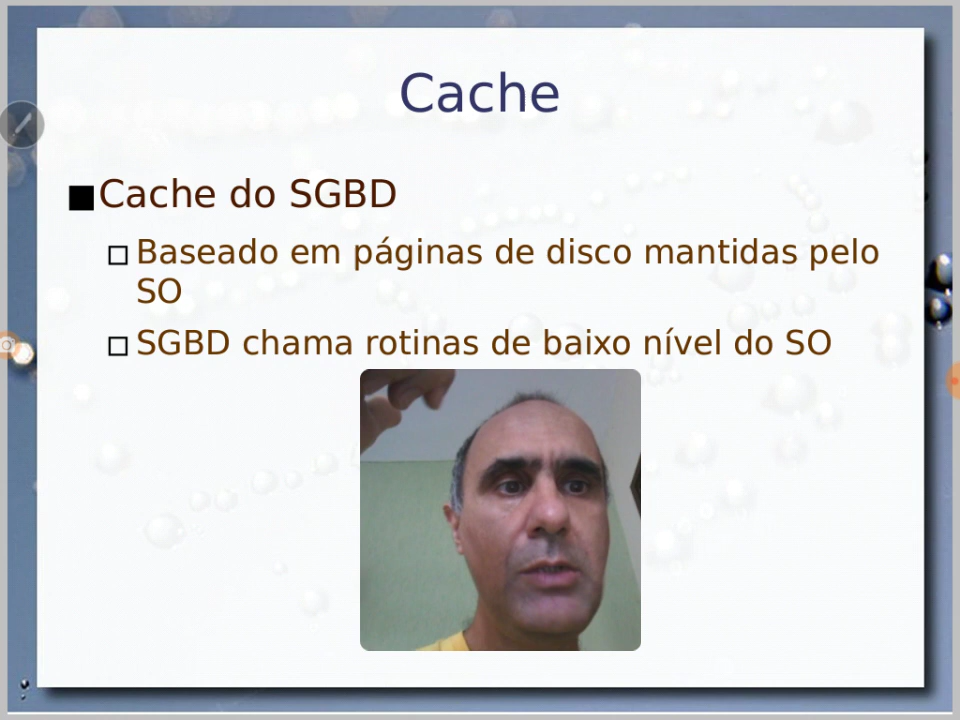 Cache
Cache do SGBD
Baseado em páginas de disco mantidas pelo
SO
SGBD chama rotinas de baixo nível do SO